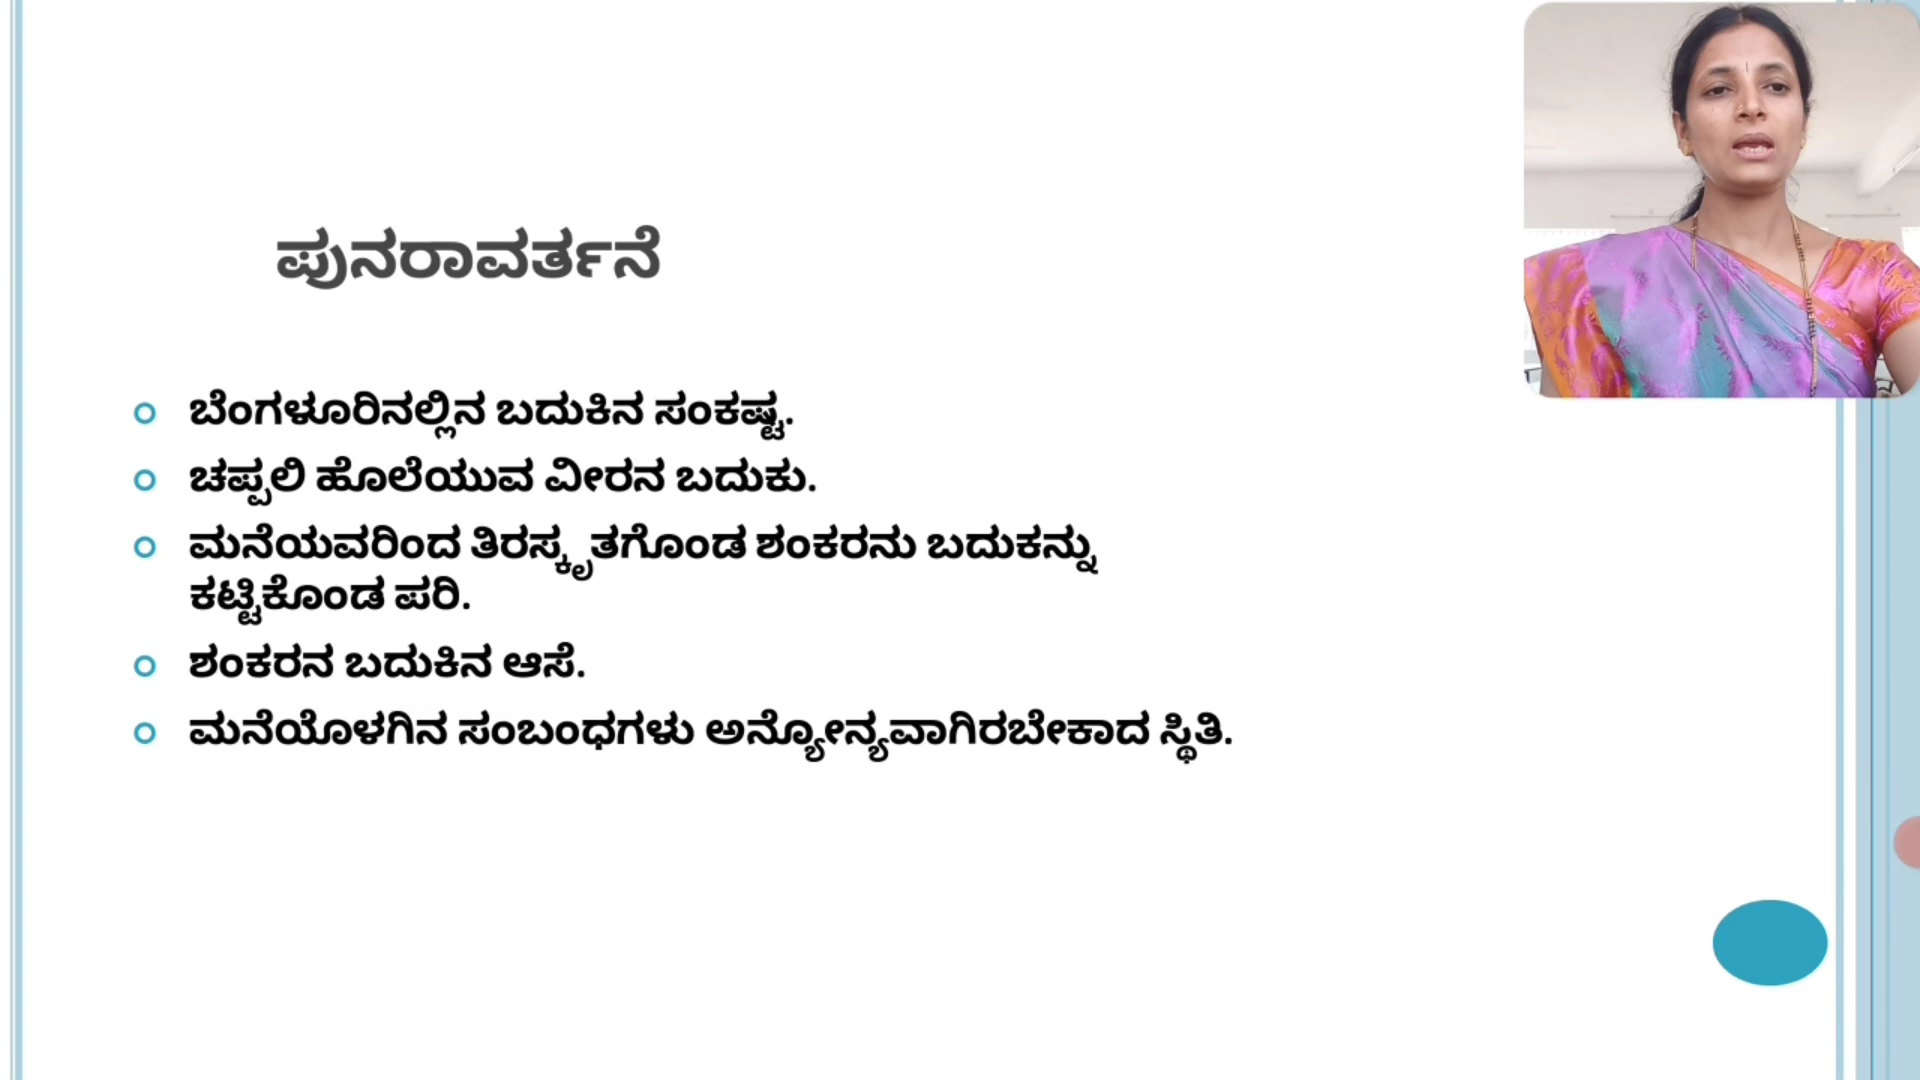 ಪುನರಾವರ್ತನೆ
ಬೆಂಗಳೂರಿನಲ್ಲಿನ ಬದುಕಿನ ಸಂಕಷ್ಟ.
ಚಪ್ಪಲಿ ಹೊಲೆಯುವ ವೀರನ ಬದುಕು.
ಮನೆಯವರಿಂದ ತಿರಸ್ಕೃತಗೊಂಡ ಶಂಕರನು ಬದುಕನ್ನು
ಕಟ್ಟಿಕೊಂಡ ಪರಿ.
ಶಂಕರನ ಬದುಕಿನ ಆಸೆ.
ಮನೆಯೊಳಗಿನ ಸಂಬಂಧಗಳು ಅನ್ಯೋನ್ಯವಾಗಿರಬೇಕಾದ ಸ್ಥಿತಿ.